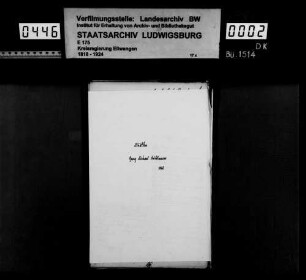 0446
Verfilmungsstelle: Landesarchiv BW
Institut für Erhaltung von Archiv- und Bibliotheksgut
STAATSARCHIV LUDWIGSBURG
E 175
Kreisregierung Ellwangen
1818 - 1924
0002
DK
Bü. 1514
Georg Michael